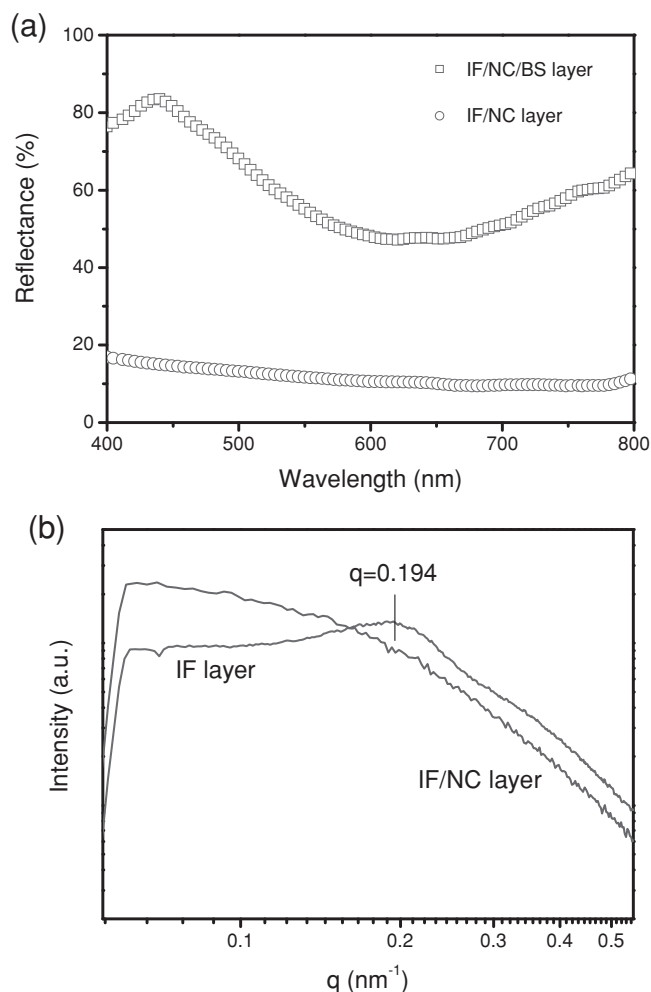 (a)
100
80
60
40
20
0
Reflectance (%)
IF/NC/BS layer
IF/NC layer
400 500 600 700 800
Wavelength (nm)
(b)
q=0.194
IF layer
IF/NC layer
Intensity (a.u.)
0.1 0.2 0.3 0.4 0.5
q (nm⁻¹)